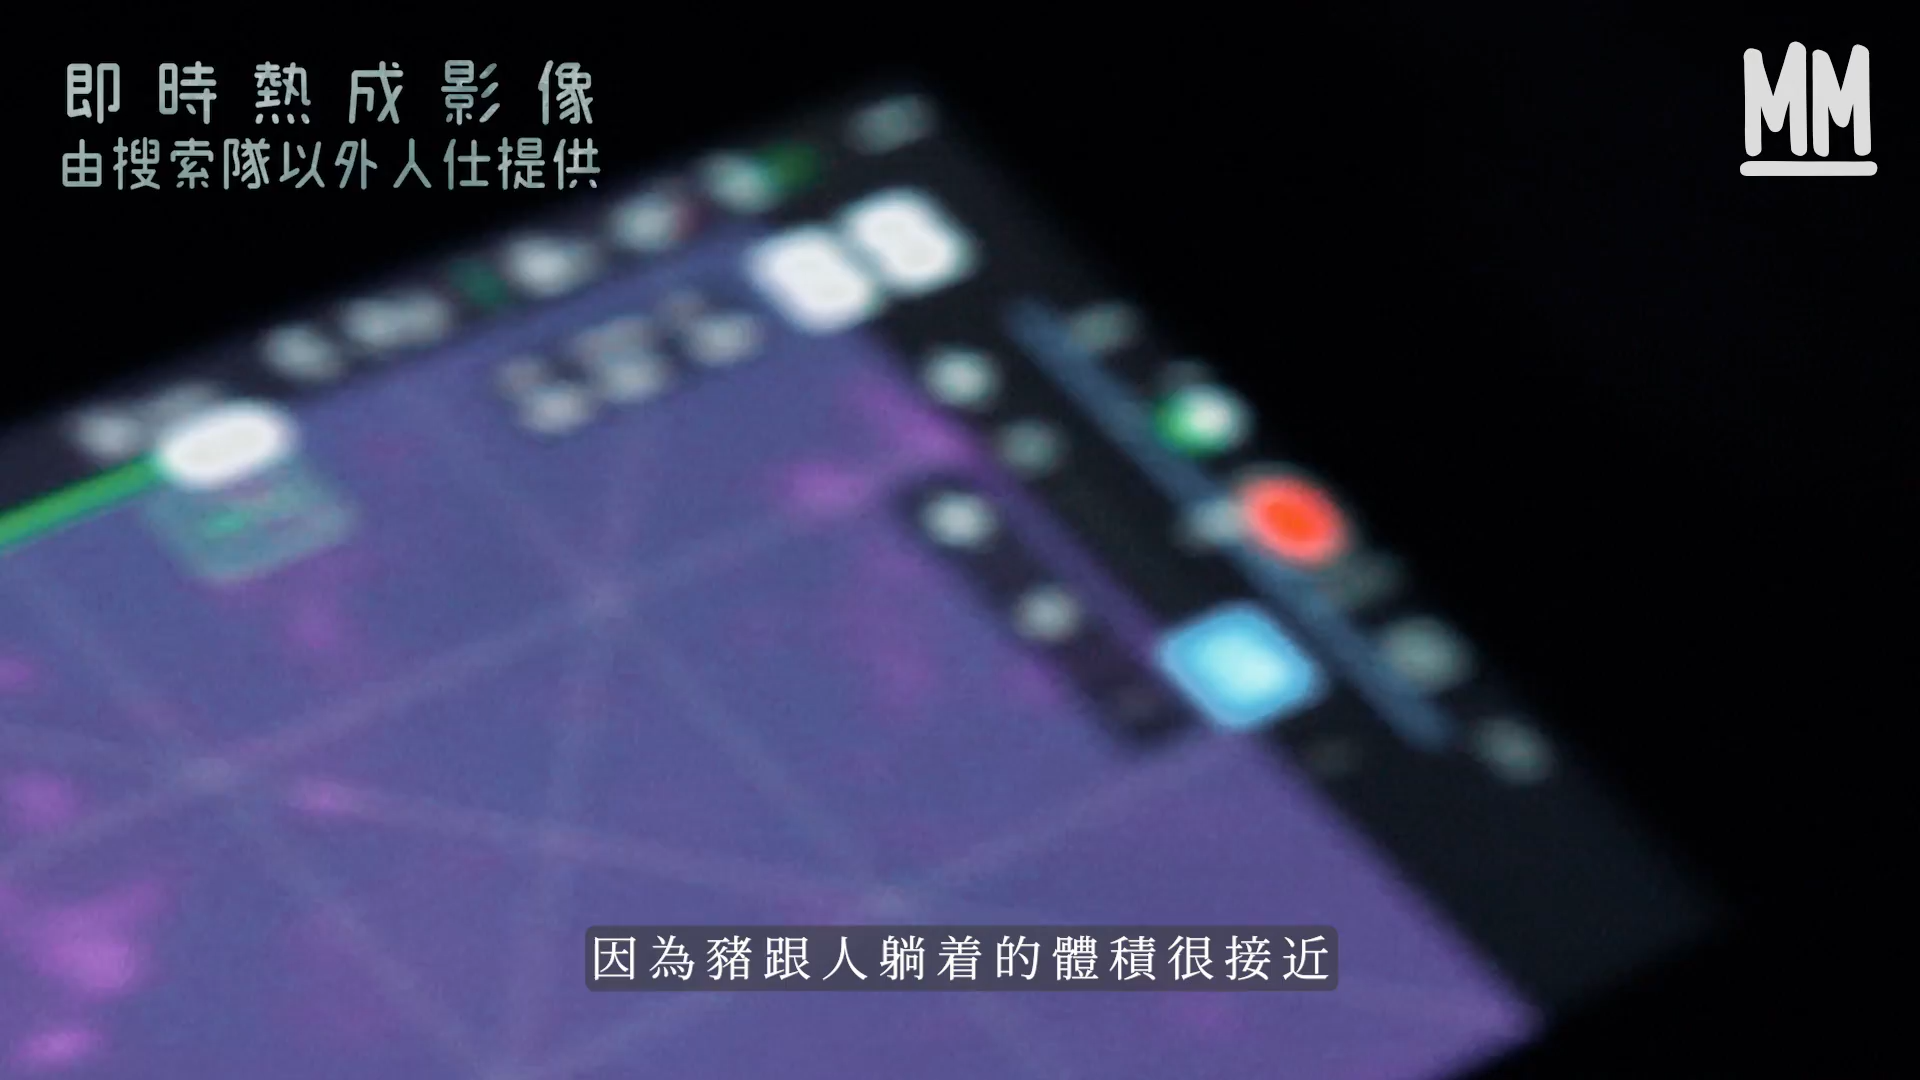 即時熱成影像
由搜索隊以外人仕提供
MM
因為豬跟人躺着的體積很接近